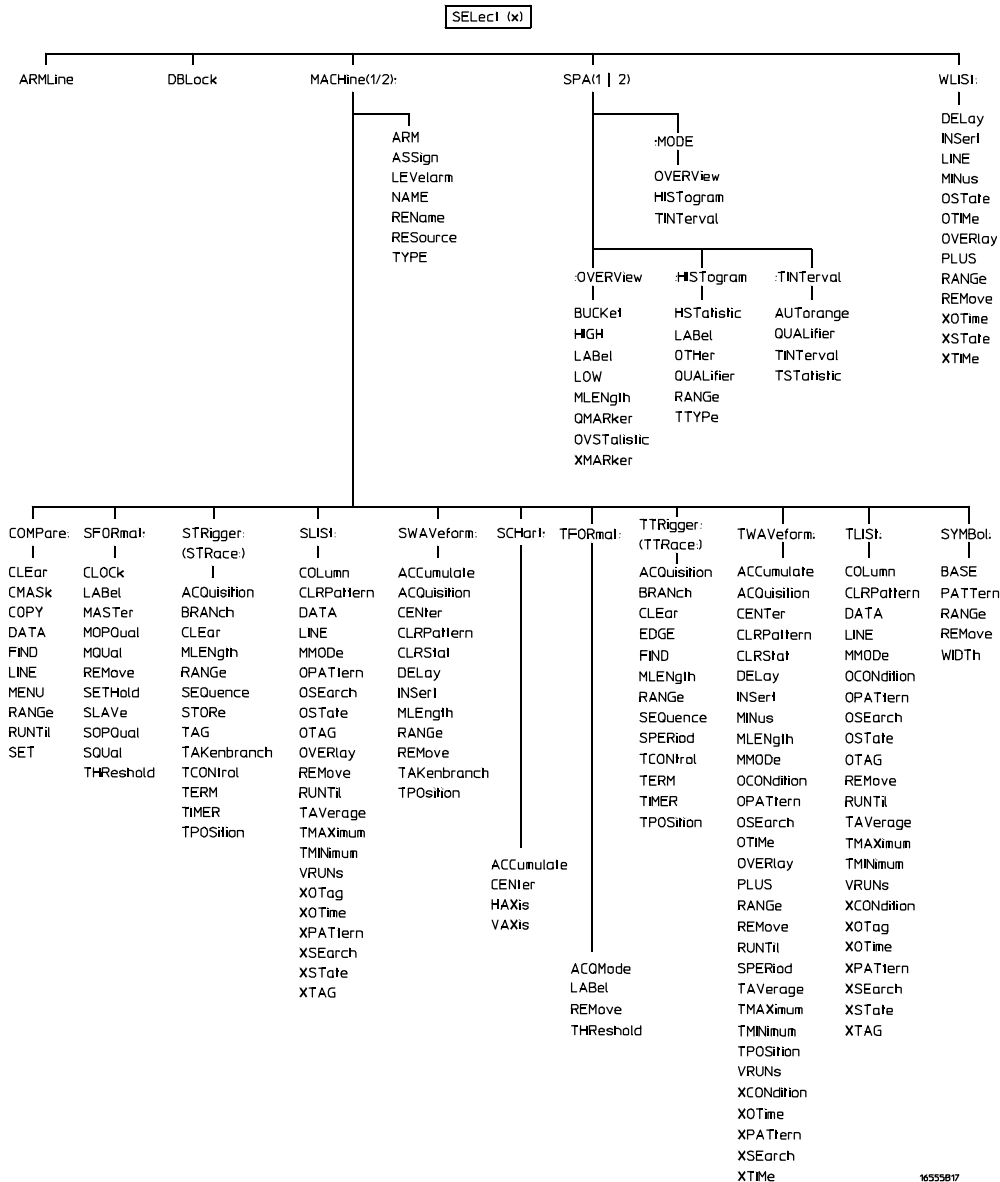 SELect (x)
ARMLine
DBLock
MACHine(1/2):
SPA(1 | 2)
WLISt:
ARM
ASSign
LEVelarm
NAME
REName
RESource
TYPE
:MODE
OVERView
HISTogram
TINTerval
:OVERView
BUCKet
HIGH
LABel
LOW
MLENgth
OMARker
OVSTatistic
XMARker
:HISTogram
HSTatistic
LABel
OTHer
QUALifier
RANGe
TTYPe
:TINTerval
AUTorange
QUALifier
TINTerval
TSTatistic
DELay
INSert
LINE
MINus
OSTate
OTIMe
OVERlay
PLUS
RANGe
REMove
XOTime
XSTate
XTIMe
COMPare:
CLEar
CMASk
COPY
DATA
FIND
LINE
MENU
RANGe
RUNTil
SET
SFORmat:
CLOCk
LABel
MASTer
MOPQual
MQUal
REMove
SETHold
SLAVe
SOPQual
SQUal
THReshold
STRigger:
(STRace:)
ACQuisition
BRANch
CLEar
MLENgth
RANGe
SEQuence
STORe
TAG
TAKenbranch
TCONtrol
TERM
TIMER
TPOSition
SLISt:
COLumn
CLRPattern
DATA
LINE
MMODe
OPATtern
OSEarch
OSTate
OTAG
OVERlay
REMove
RUNTil
TAVerage
TMAXimum
TMINimum
VRUNs
XOTag
XOTime
XPATtern
XSEarch
XSTate
XTAG
SWAVeform:
ACCumulate
ACQuisition
CENter
CLRPattern
CLRStat
DELay
INSert
MLEngth
RANGe
REMove
TAKenbranch
TPOsition
SCHart:
ACCumulate
CENter
HAXis
VAXis
TFORmat:
ACQMode
LABel
REMove
THReshold
TTRigger:
(TTRace:)
ACQuisition
BRANch
CLEar
EDGE
FIND
MLENgth
RANGe
SEQuence
SPERiod
TCONtrol
TERM
TIMER
TPOSition
TWAVeform:
ACCumulate
ACQuisition
CENTer
CLRPattern
CLRStat
DELay
INSert
MINus
MLENgth
MMODe
OCONdition
OPATtern
OSEarch
OTIMe
OVERlay
PLUS
RANGe
REMove
RUNTil
SPERiod
TAVerage
TMAXimum
TMINimum
TPOSition
VRUNs
XCONdition
XOTime
XPATtern
XSEarch
XTIMe
TLISt:
COLumn
CLRPattern
DATA
LINE
MMODe
OCONdition
OPATtern
OSEarch
OSTate
OTAG
REMove
RUNTil
TAVerage
TMAXimum
TMINimum
VRUNs
XCONdition
XOTag
XOTime
XPATtern
XSEarch
XSTate
XTAG
SYMBol:
BASE
PATTern
RANGe
REMove
WIDTh
16555B17